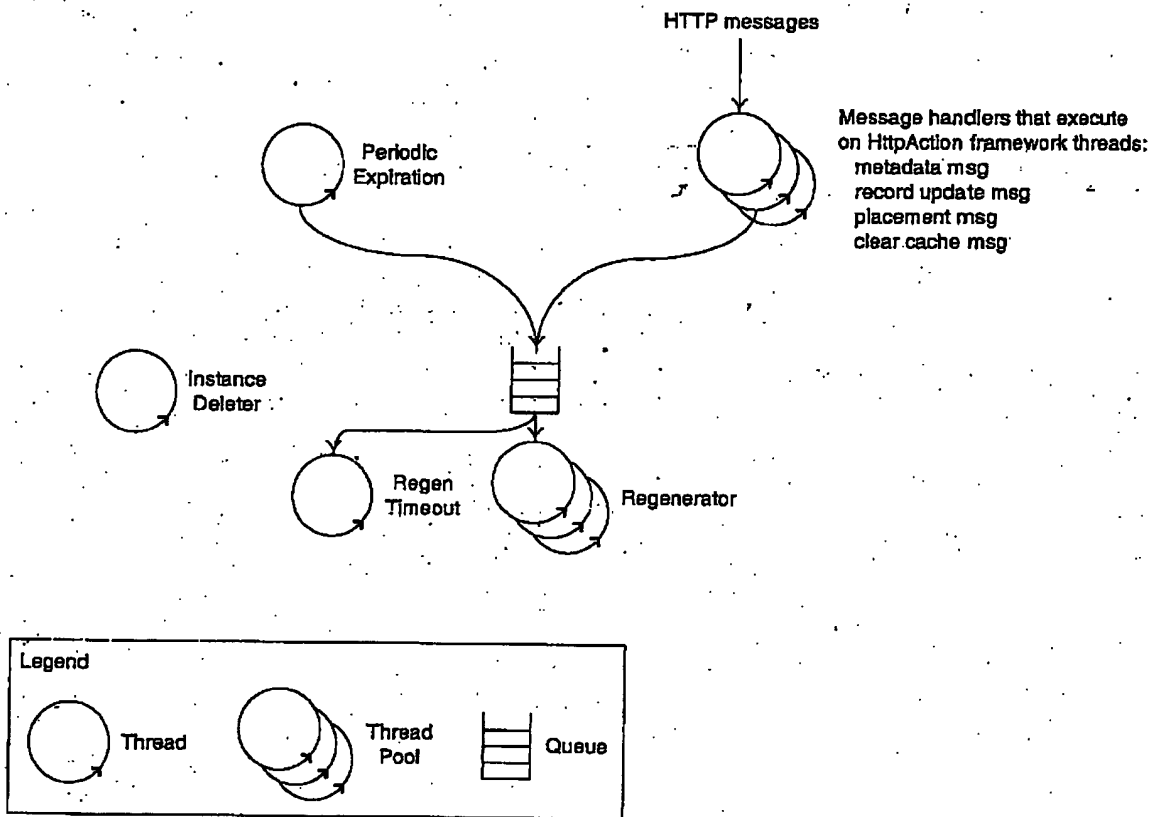 HTTP messages
Message handlers that execute
on HttpAction framework threads:
metadata msg
record update msg
placement msg
clear cache msg
Periodic
Expiration
Instance
Deleter
Regen
Timeout
Regenerator
Legend
Thread
Thread
Pool
Queue